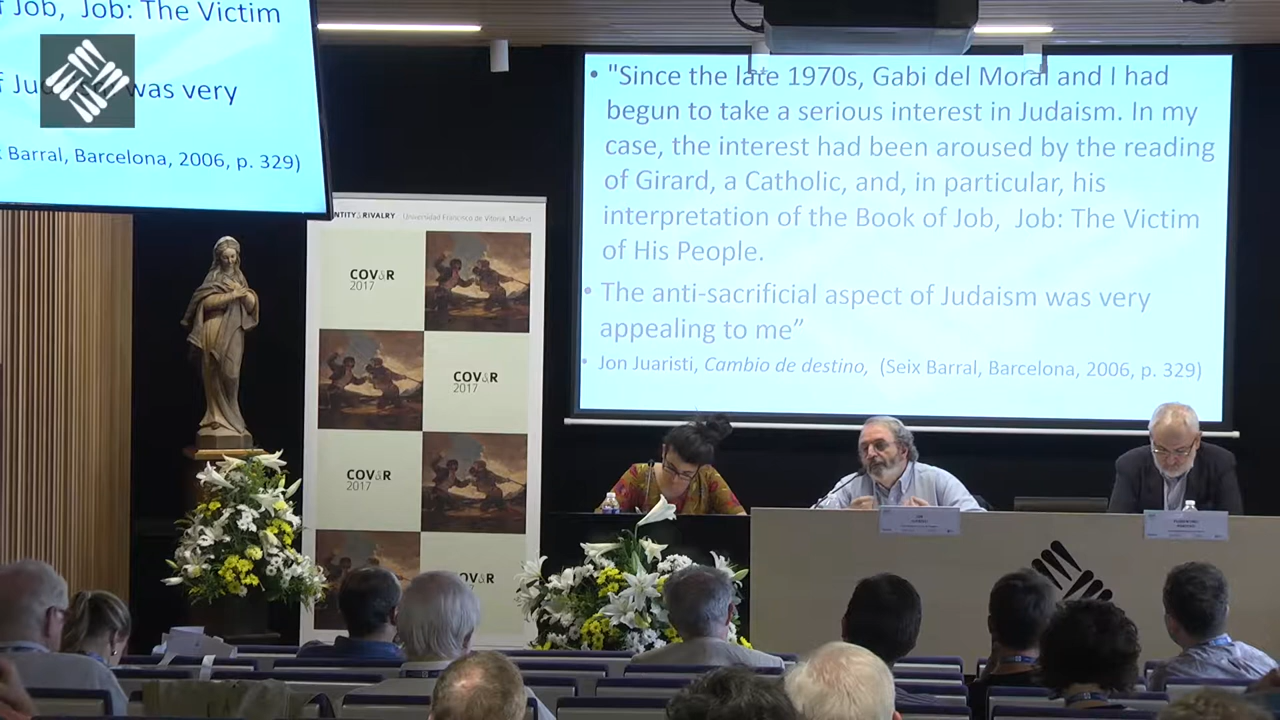 f Job, Job: The Victim
was very
Barral, Barcelona, 2006, p. 329)
• "Since the late 1970s, Gabi del Moral and I had
begun to take a serious interest in Judaism. In my
case, the interest had been aroused by the reading
of Girard, a Catholic, and, in particular, his
interpretation of the Book of Job, Job: The Victim
of His People.
• The anti-sacrificial aspect of Judaism was very
appealing to me”
• Jon Juaristi, Cambio de destino, (Seix Barral, Barcelona, 2006, p. 329)
NTITY&RIVALRY Universidad Francisco de Vitoria, Madrid
COV&R
2017
COV&R
2017
COV&R
2017
OV&R